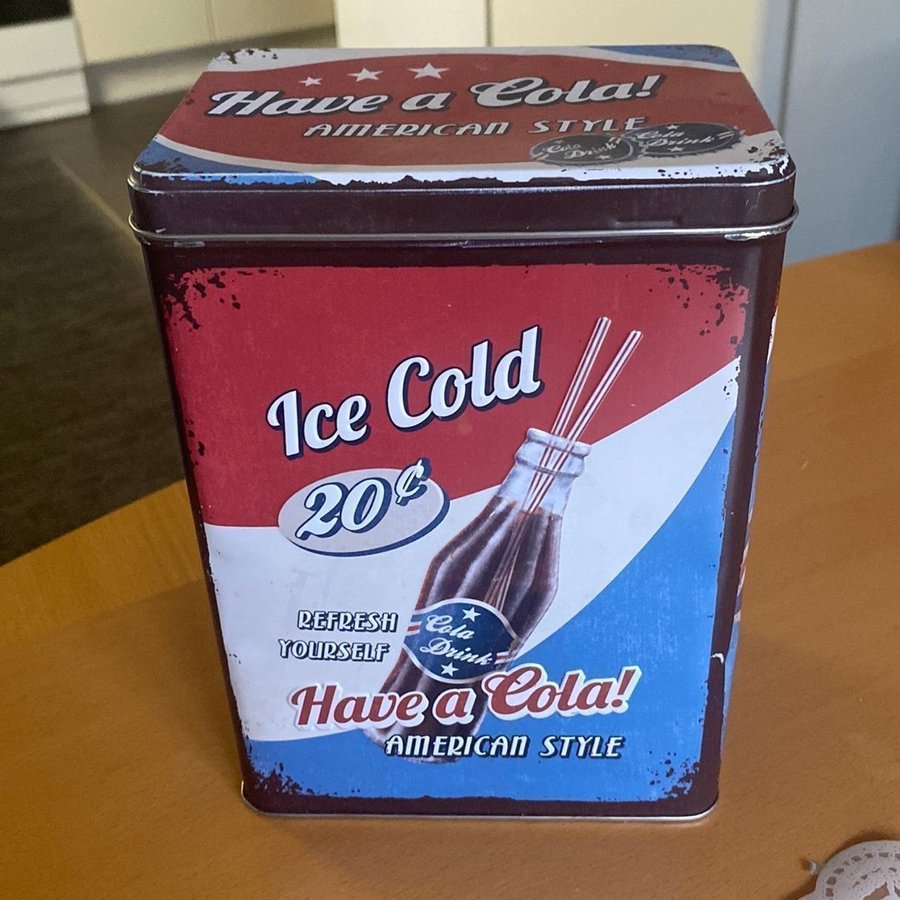 Have a Cola!
AMERICAN STYLE
Cola Drink
Cola Drink
Ice Cold
20¢
REFRESH
YOURSELF
Cola
Drink
Have a Cola!
AMERICAN STYLE